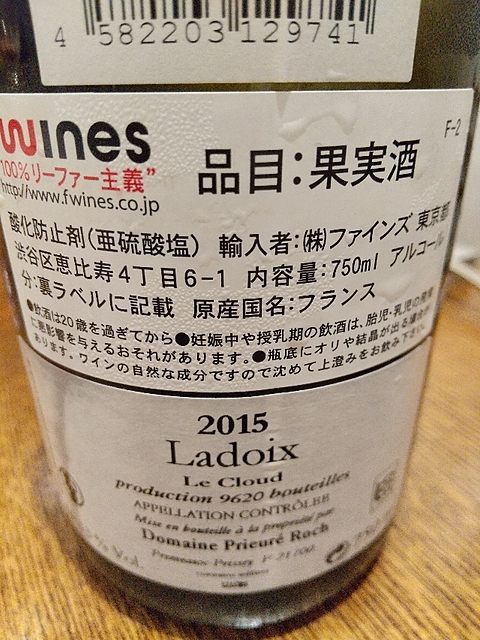 4 582203 129741
wines
F-2
100%リーファー主義”
品目:果実酒
http://www.fwines.co.jp
酸化防止剤(亜硫酸塩) 輸入者:㈱ファインズ 東京都
渋谷区恵比寿4丁目6-1 内容量:750ml アルコール
分:裏ラベルに記載 原産国名:フランス
●飲酒は20歳を過ぎてから●妊娠中や授乳期の飲酒は、胎児・乳児の発育
に悪影響を与えるおそれがあります。●瓶底にオリや結晶が出る場合が
あります。ワインの自然な成分ですので沈めて上澄みをお飲み下さい。
2015
Ladoix
Le Cloud
production 9620 bouteilles
APPELLATION CONTRÔLÉE
Mise en bouteille à la propriété par
Domaine Prieuré Roch
% Vol.